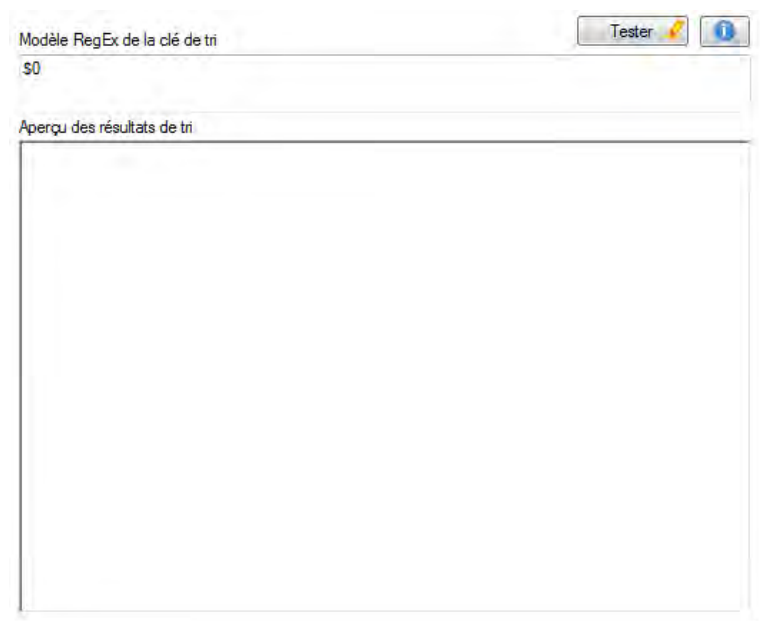 Modèle RegEx de la clé de tri
Tester
$0
Aperçu des résultats de tri